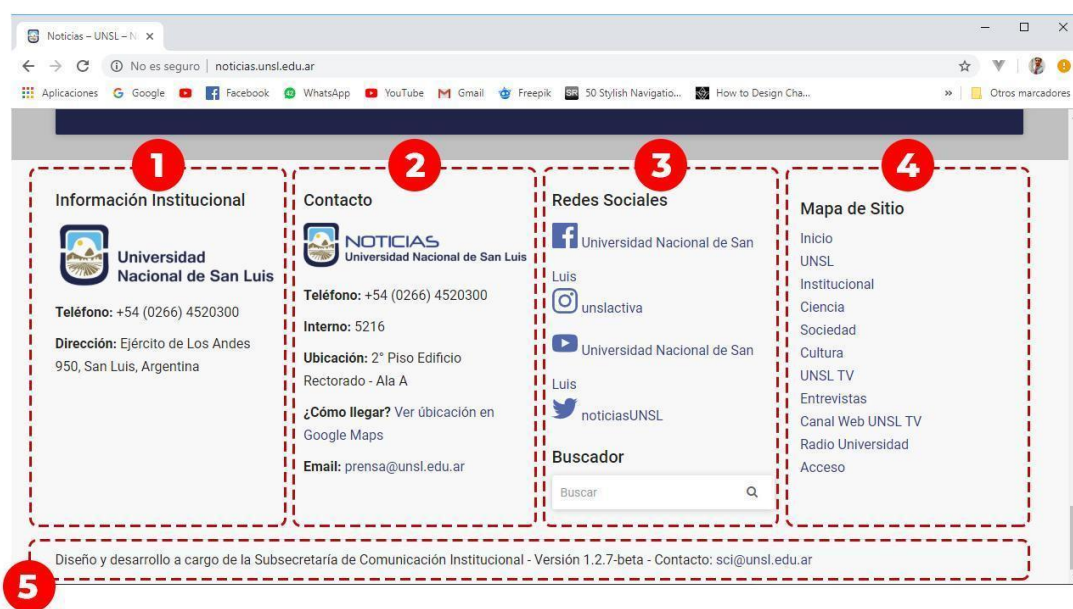 Noticias – UNSL – N
No es seguro | noticias.unsl.edu.ar
Aplicaciones Google Facebook WhatsApp YouTube Gmail Freepik SR 50 Stylish Navigatio... How to Design Cha... » Otros marcadores
1
Información Institucional
Universidad
Nacional de San Luis
Teléfono: +54 (0266) 4520300
Dirección: Ejército de Los Andes
950, San Luis, Argentina
2
Contacto
NOTICIAS
Universidad Nacional de San Luis
Teléfono: +54 (0266) 4520300
Interno: 5216
Ubicación: 2° Piso Edificio
Rectorado - Ala A
¿Cómo llegar? Ver úbicación en
Google Maps
Email: prensa@unsl.edu.ar
3
Redes Sociales
Universidad Nacional de San
Luis
unslactiva
Universidad Nacional de San
Luis
noticiasUNSL
Buscador
Buscar
4
Mapa de Sitio
Inicio
UNSL
Institucional
Ciencia
Sociedad
Cultura
UNSL TV
Entrevistas
Canal Web UNSL TV
Radio Universidad
Acceso
5
Diseño y desarrollo a cargo de la Subsecretaría de Comunicación Institucional - Versión 1.2.7-beta - Contacto: sci@unsl.edu.ar